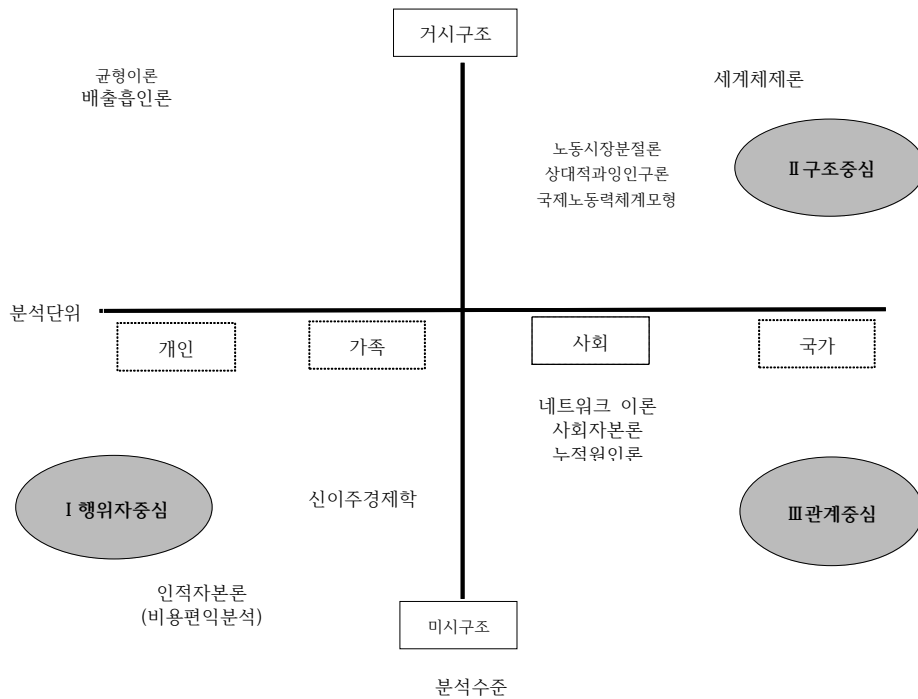 거시구조
균형이론
배출흡인론
세계체제론
노동시장분절론
상대적과잉인구론
국제노동력체계모형
Ⅱ구조중심
분석단위
개인
가족
사회
국가
네트워크 이론
사회자본론
누적원인론
Ⅰ행위자중심
신이주경제학
Ⅲ관계중심
인적자본론
(비용편익분석)
미시구조
분석수준